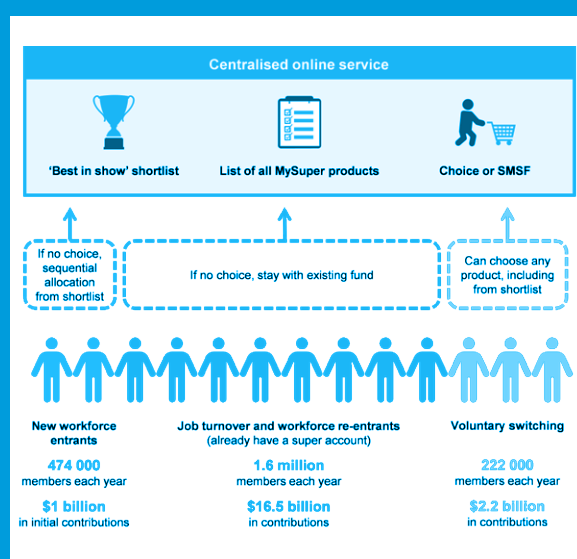 Centralised online service
'Best in show' shortlist
List of all MySuper products
Choice or SMSF
If no choice,
sequential
allocation
from shortlist
If no choice, stay with existing fund
Can choose any
product, including
from shortlist
New workforce
entrants
474 000
members each year
$1 billion
in initial contributions
Job turnover and workforce re-entrants
(already have a super account)
1.6 million
members each year
$16.5 billion
in contributions
Voluntary switching
222 000
members each year
$2.2 billion
in contributions